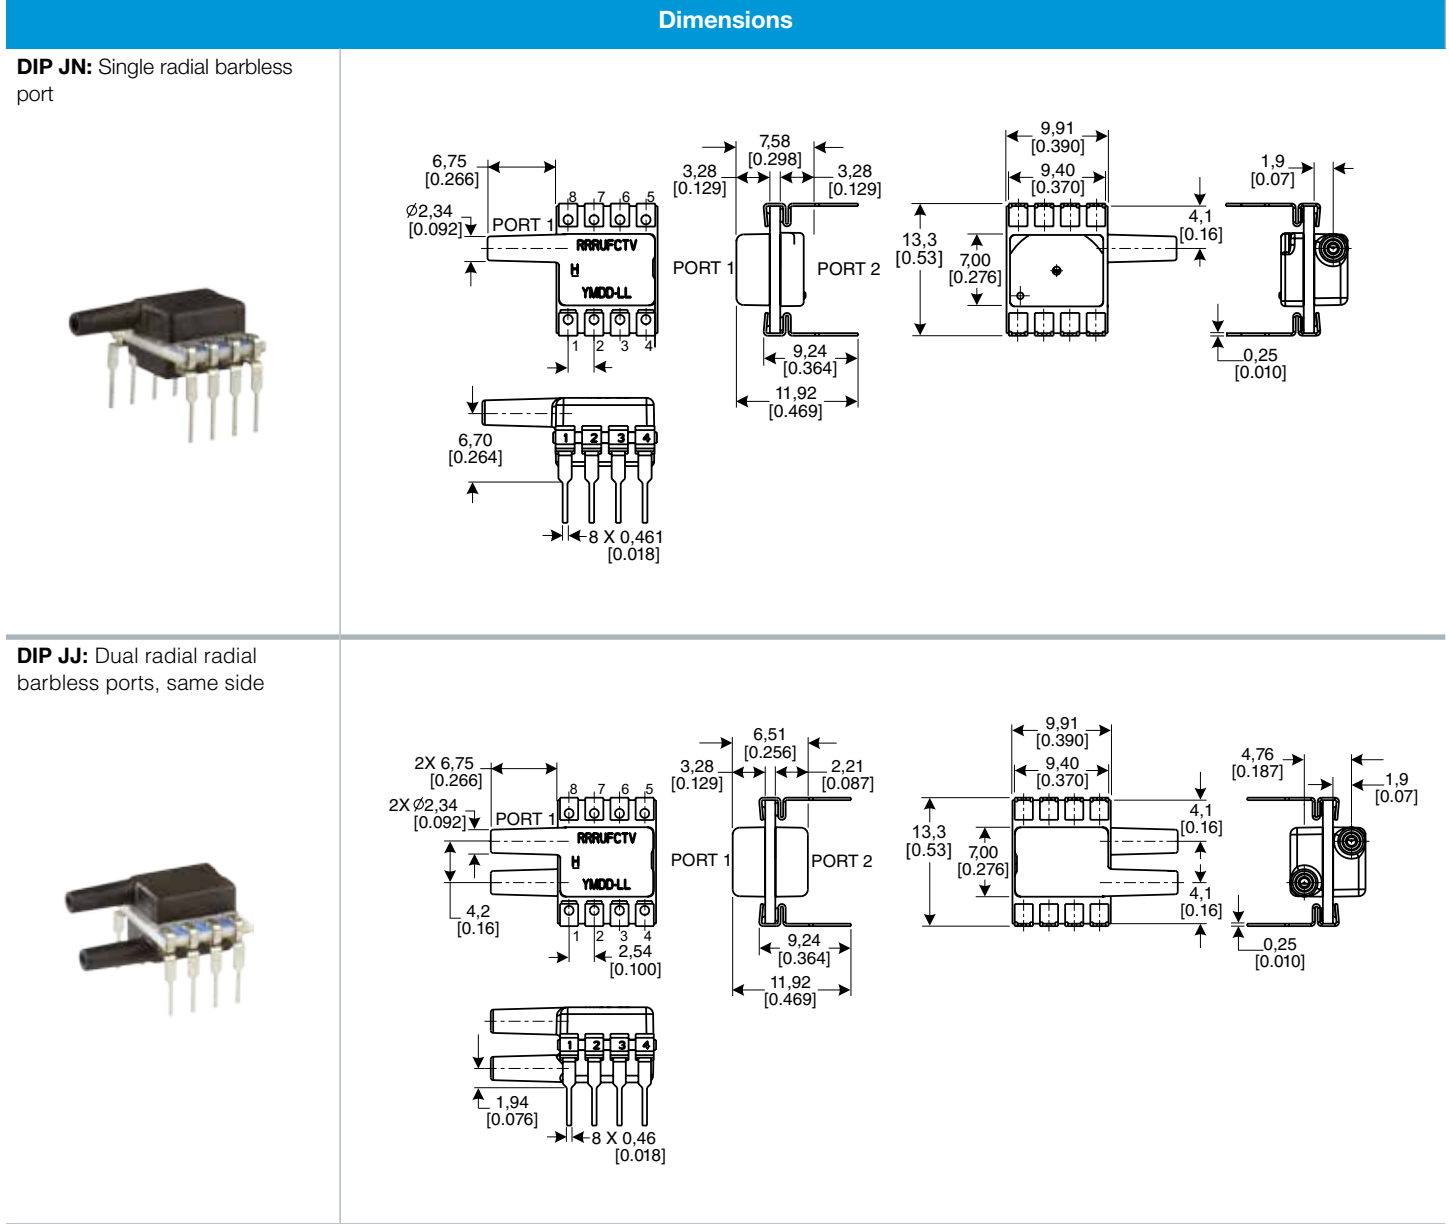 Dimensions
DIP JN: Single radial barbless
port
6,75
[0.266]
Ø2,34
[0.092]
PORT 1
8 7 6 5
RRRUFCTV
H
YMDD-LL
1 2 3 4
7,58
[0.298]
3,28
[0.129]
3,28
[0.129]
PORT 1
PORT 2
9,24
[0.364]
11,92
[0.469]
9,91
[0.390]
9,40
[0.370]
13,3
[0.53]
7,00
[0.276]
4,1
[0.16]
1,9
[0.07]
0,25
[0.010]
6,70
[0.264]
1 2 3 4
8 X 0,461
[0.018]
DIP JJ: Dual radial radial
barbless ports, same side
2X 6,75
[0.266]
2X Ø2,34
[0.092]
PORT 1
8 7 6 5
RRRUFCTV
H
YMDD-LL
4,2
[0.16]
1 2 3 4
2,54
[0.100]
6,51
[0.256]
3,28
[0.129]
2,21
[0.087]
PORT 1
PORT 2
9,24
[0.364]
11,92
[0.469]
9,91
[0.390]
9,40
[0.370]
13,3
[0.53]
7,00
[0.276]
4,1
[0.16]
4,1
[0.16]
4,76
[0.187]
1,9
[0.07]
0,25
[0.010]
1 2 3 4
1,94
[0.076]
8 X 0,46
[0.018]